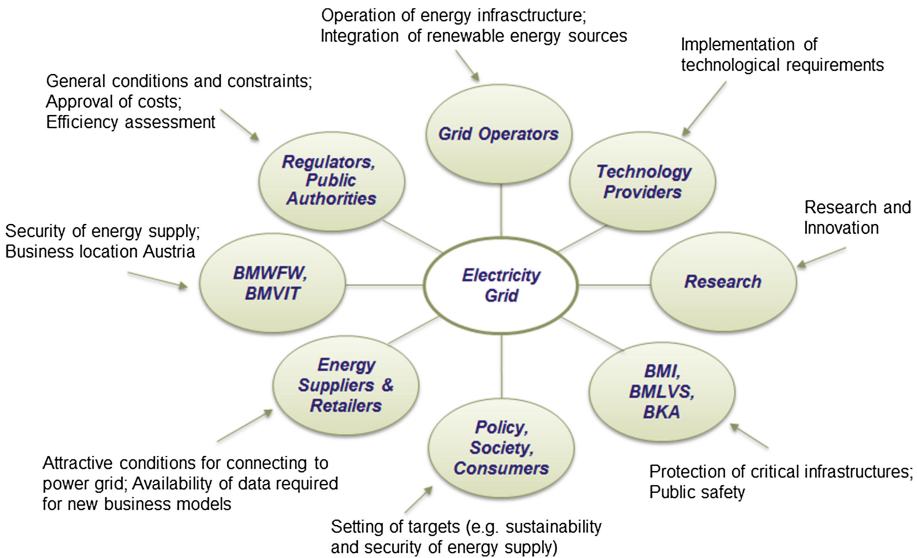 Operation of energy infrasctructure;
Integration of renewable energy sources
Implementation of
technological requirements
General conditions and constraints;
Approval of costs;
Efficiency assessment
Grid Operators
Regulators,
Public
Authorities
Technology
Providers
Research and
Innovation
Security of energy supply;
Business location Austria
BMWFW,
BMVIT
Electricity
Grid
Research
Energy
Suppliers &
Retailers
BMI,
BMLVS,
BKA
Policy,
Society,
Consumers
Attractive conditions for connecting to
power grid; Availability of data required
for new business models
Protection of critical infrastructures;
Public safety
Setting of targets (e.g. sustainability
and security of energy supply)